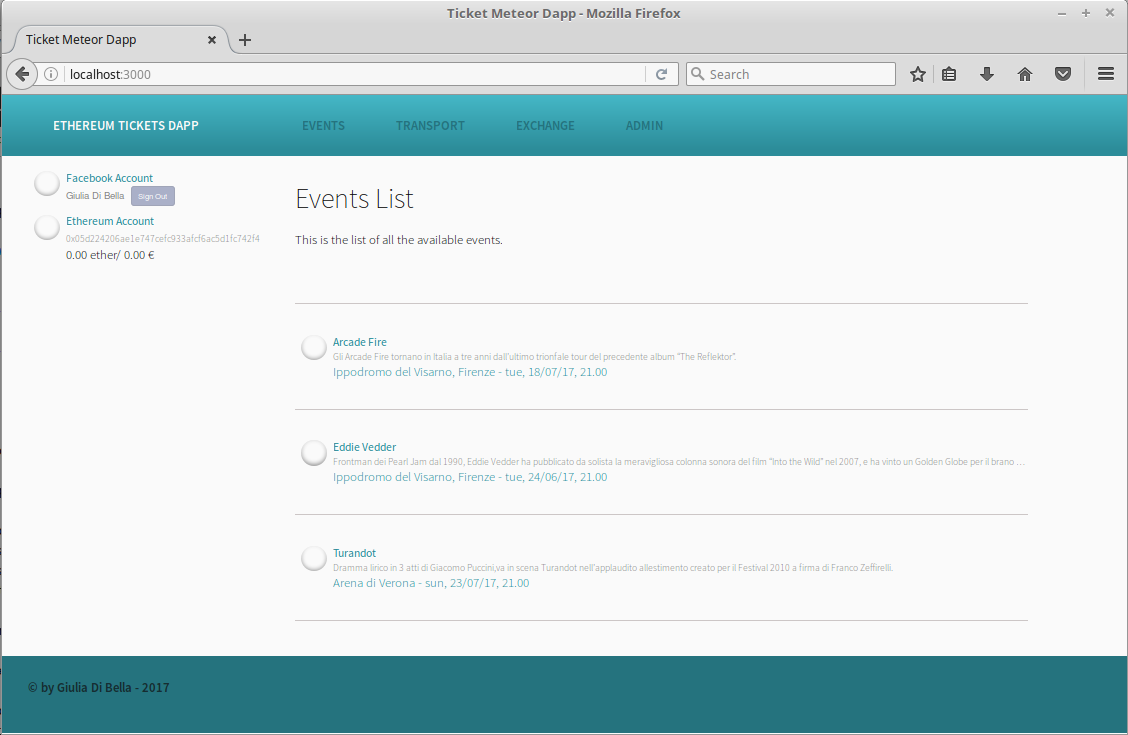 Ticket Meteor Dapp - Mozilla Firefox
Ticket Meteor Dapp
localhost:3000
Search
ETHEREUM TICKETS DAPP EVENTS TRANSPORT EXCHANGE ADMIN
Facebook Account
Giulia Di Bella Sign Out
Ethereum Account
0x05d224206ae1e747cefc933afcf6ac5d1fc742f4
0.00 ether/ 0.00 €
Events List
This is the list of all the available events.
Arcade Fire
Gli Arcade Fire tornano in Italia a tre anni dall'ultimo trionfale tour del precedente album "The Reflektor".
Ippodromo del Visarno, Firenze - tue, 18/07/17, 21.00
Eddie Vedder
Frontman dei Pearl Jam dal 1990, Eddie Vedder ha pubblicato da solista la meravigliosa colonna sonora del film "Into the Wild" nel 2007, e ha vinto un Golden Globe per il brano ...
Ippodromo del Visarno, Firenze - tue, 24/06/17, 21.00
Turandot
Dramma lirico in 3 atti di Giacomo Puccini,va in scena Turandot nell'applaudito allestimento creato per il Festival 2010 a firma di Franco Zeffirelli.
Arena di Verona - sun, 23/07/17, 21.00
© by Giulia Di Bella - 2017